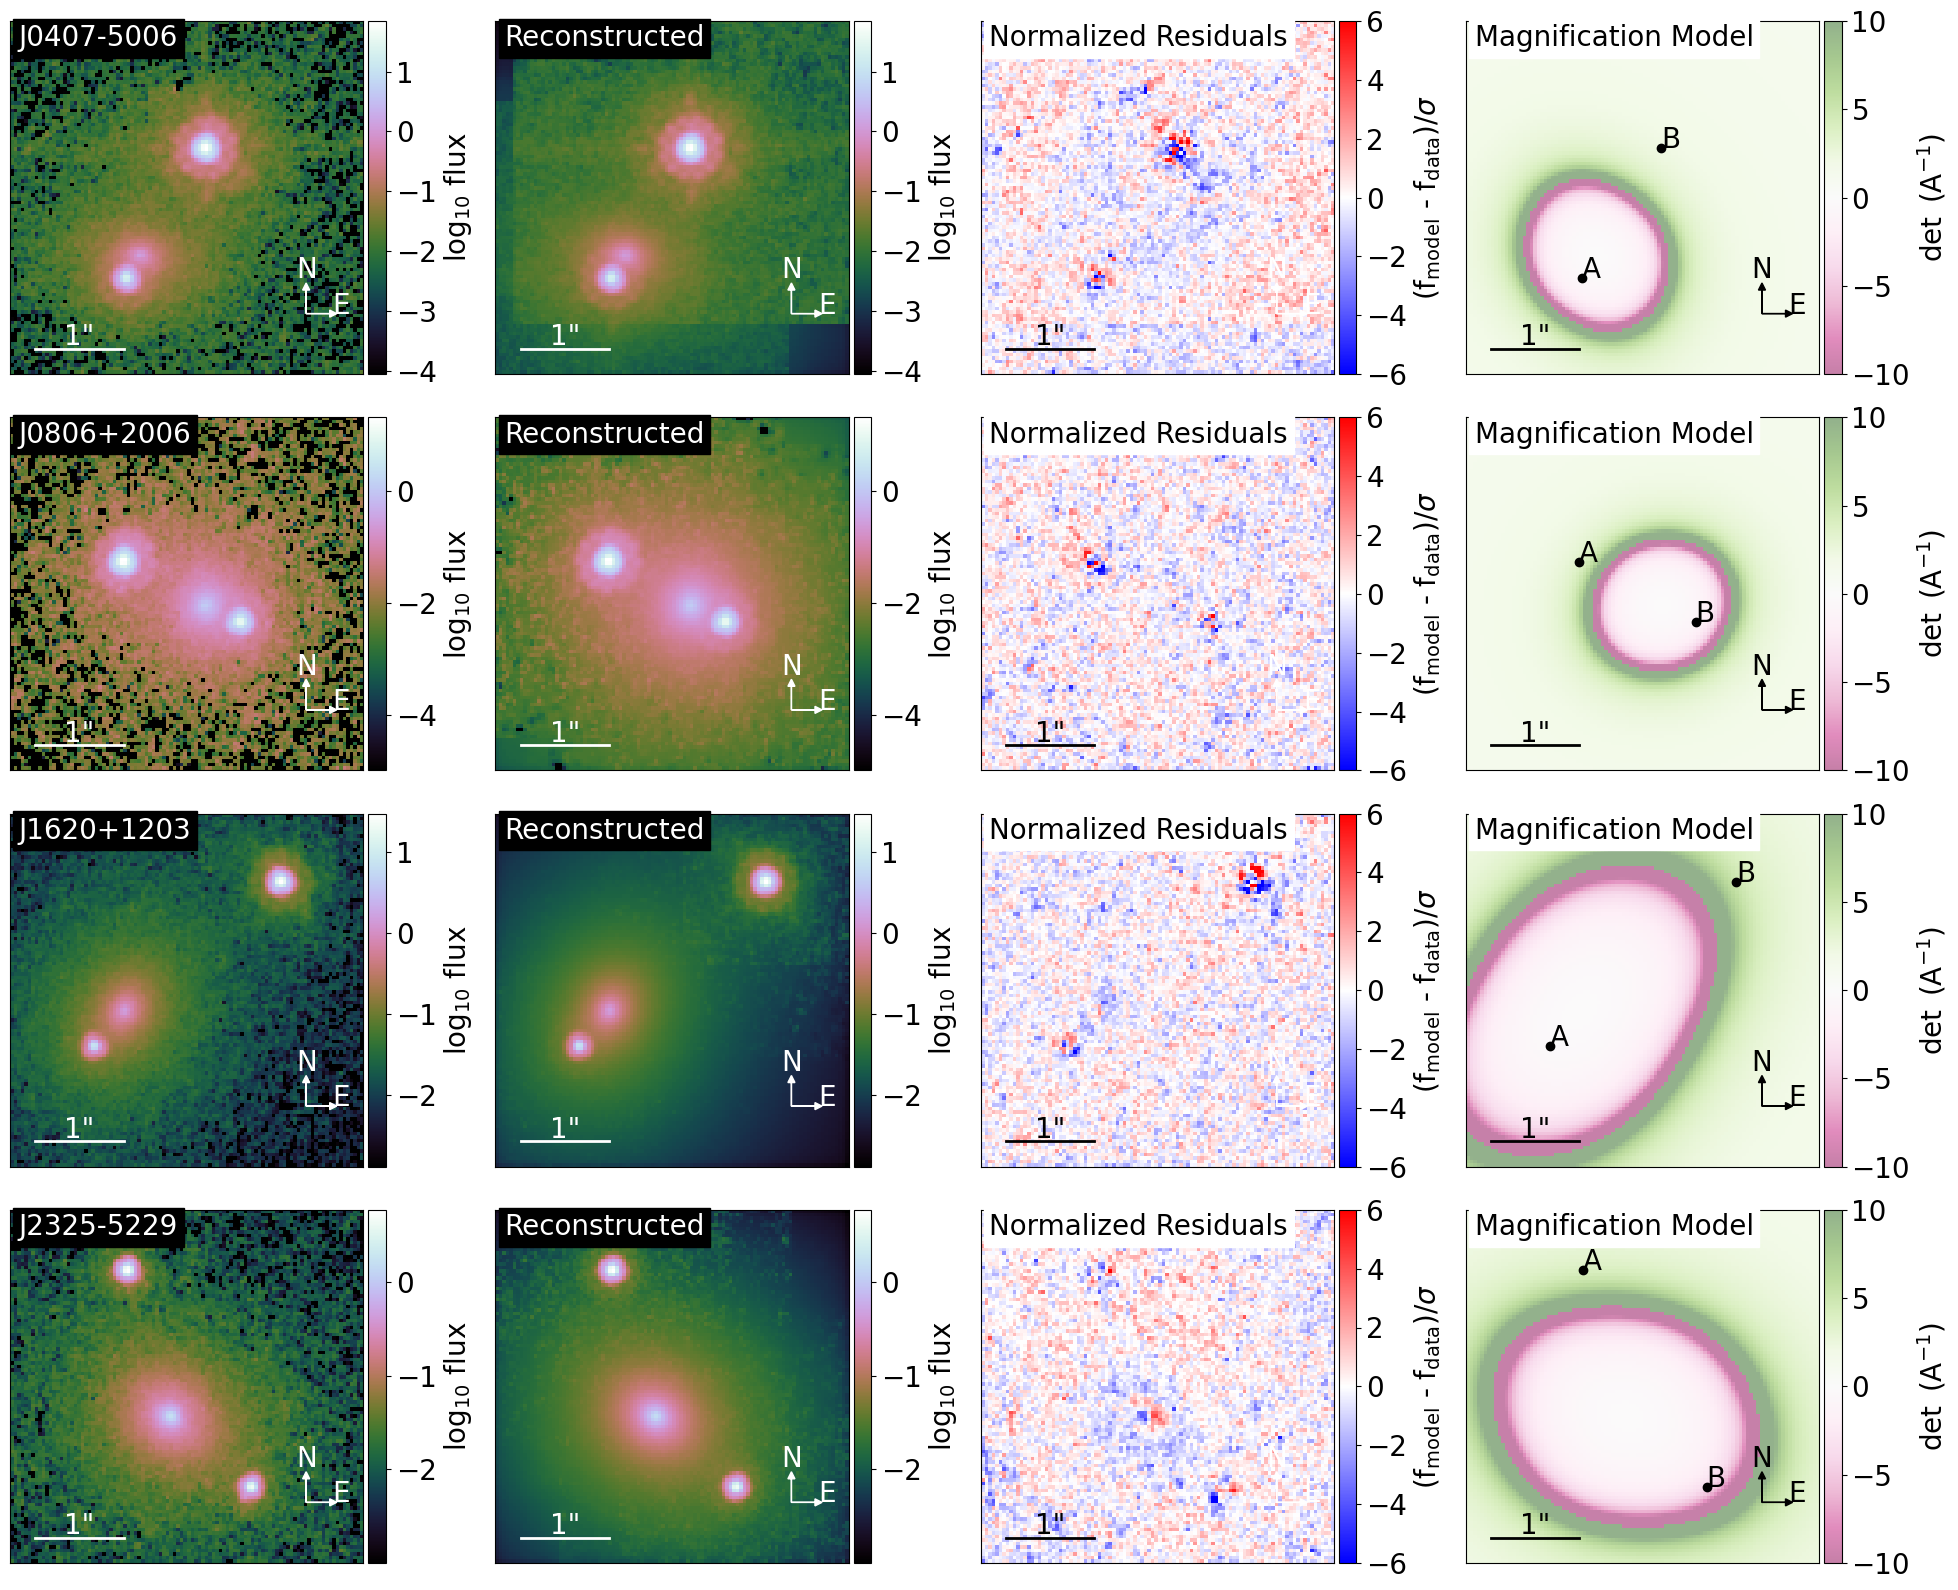 J0407-5006
1
0
−1
−2
−3
−4
log10 flux
N
E
1"
Reconstructed
1
0
−1
−2
−3
−4
log10 flux
N
E
1"
Normalized Residuals
6
4
2
0
−2
−4
−6
(fmodel - fdata)/σ
1"
Magnification Model
B
A
N
E
1"
10
5
0
−5
−10
det (A−1)
J0806+2006
0
−2
−4
log10 flux
N
E
1"
Reconstructed
0
−2
−4
log10 flux
N
E
1"
Normalized Residuals
6
4
2
0
−2
−4
−6
(fmodel - fdata)/σ
1"
Magnification Model
A
B
N
E
1"
10
5
0
−5
−10
det (A−1)
J1620+1203
1
0
−1
−2
log10 flux
N
E
1"
Reconstructed
1
0
−1
−2
log10 flux
N
E
1"
Normalized Residuals
6
4
2
0
−2
−4
−6
(fmodel - fdata)/σ
1"
Magnification Model
B
A
N
E
1"
10
5
0
−5
−10
det (A−1)
J2325-5229
0
−1
−2
log10 flux
N
E
1"
Reconstructed
0
−1
−2
log10 flux
N
E
1"
Normalized Residuals
6
4
2
0
−2
−4
−6
(fmodel - fdata)/σ
1"
Magnification Model
A
B
N
E
1"
10
5
0
−5
−10
det (A−1)